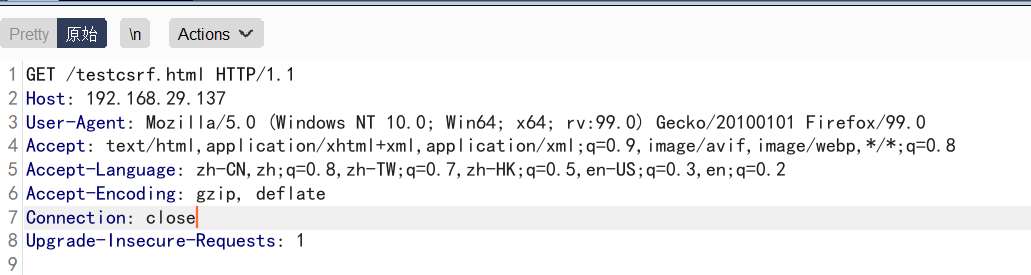 Pretty 原始 \n Actions
1 GET /testcsrf.html HTTP/1.1
2 Host: 192.168.29.137
3 User-Agent: Mozilla/5.0 (Windows NT 10.0; Win64; x64; rv:99.0) Gecko/20100101 Firefox/99.0
4 Accept: text/html,application/xhtml+xml,application/xml;q=0.9,image/avif,image/webp,*/*;q=0.8
5 Accept-Language: zh-CN,zh;q=0.8,zh-TW;q=0.7,zh-HK;q=0.5,en-US;q=0.3,en;q=0.2
6 Accept-Encoding: gzip, deflate
7 Connection: close
8 Upgrade-Insecure-Requests: 1
9